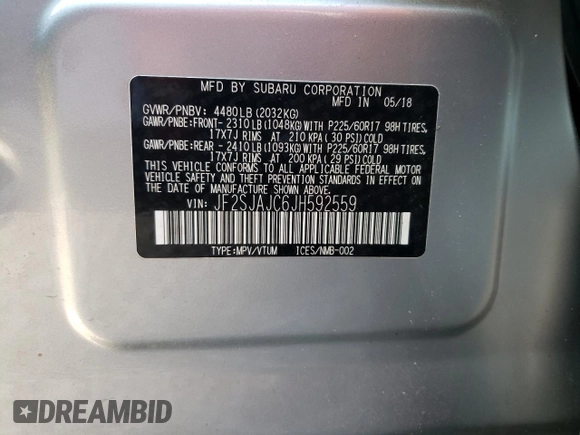 MFD BY SUBARU CORPORATION
MFD IN 05/18
GVWR/PNBV: 4480LB(2032KG)
GAWR/PNBE:FRONT-2310LB(1048KG)WITH P225/60R17 98H TIRES,
17X7J RIMS AT 210 KPA(30 PSI)COLD
GAWR/PNBE:REAR -2410LB(1093KG)WITH P225/60R17 98H TIRES,
17X7J RIMS AT 200 KPA(29 PSI)COLD
THIS VEHICLE CONFORMS TO ALL APPLICABLE FEDERAL MOTOR
VEHICLE SAFETY AND THEFT PREVENTION STANDARDS IN EFFECT
ON THE DATE OF MANUFACTURE SHOWN ABOVE.
VIN: JF2SJAJC6JH592559
TYPE:MPV/VTUM ICES/NMB-002
DREAMBID